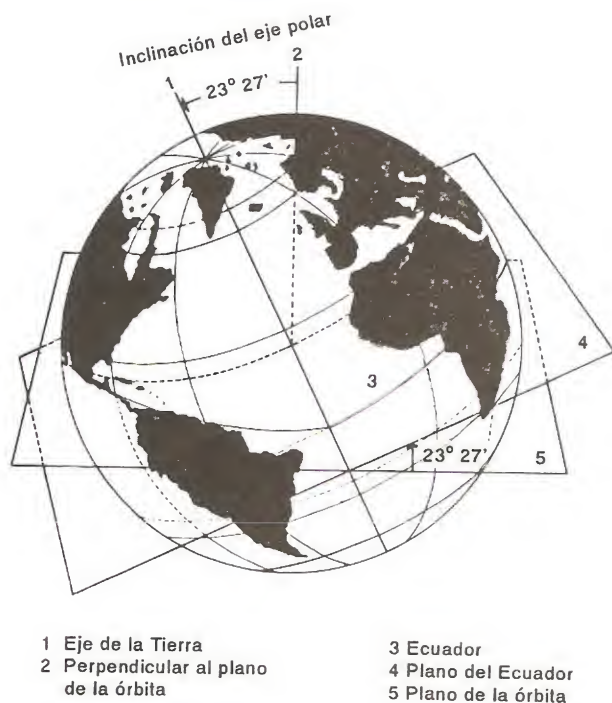 Inclinación del eje polar
1
2
23° 27'
4
3
23° 27'
5
1 Eje de la Tierra
2 Perpendicular al plano
de la órbita
3 Ecuador
4 Plano del Ecuador
5 Plano de la órbita